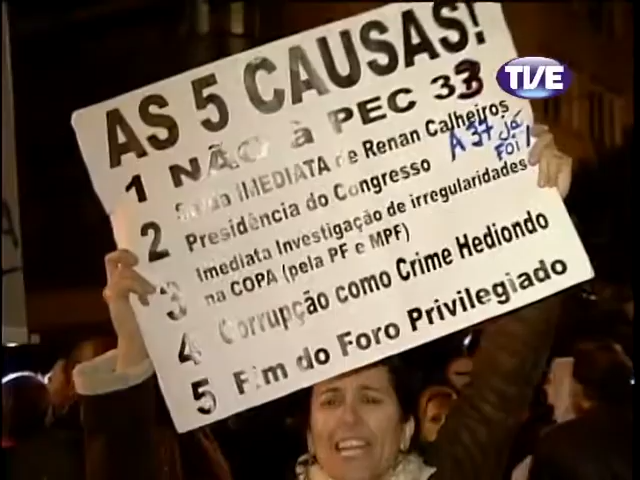 AS 5 CAUSAS!
TVE
1 NÃO à PEC 33
2 Saída IMEDIATA de Renan Calheiros
A 37 já
FOI!
Presidência do Congresso
3 Imediata Investigação de irregularidades
na COPA (pela PF e MPF)
4 Corrupção como Crime Hediondo
5 Fim do Foro Privilegiado